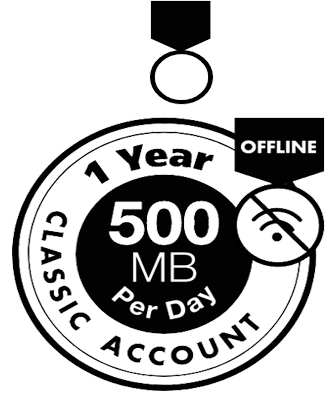 OFFLINE
1 Year
500
MB
Per Day
CLASSIC ACCOUNT